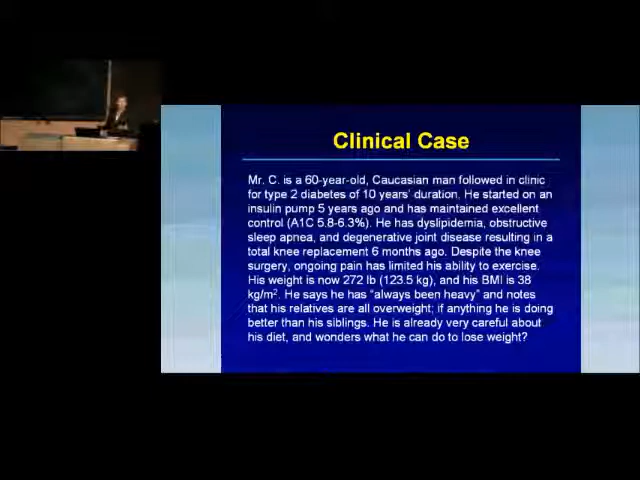 Clinical Case
Mr. C. is a 60-year-old, Caucasian man followed in clinic
for type 2 diabetes of 10 years' duration. He started on an
insulin pump 5 years ago and has maintained excellent
control (A1C 5.8-6.3%). He has dyslipidemia, obstructive
sleep apnea, and degenerative joint disease resulting in a
total knee replacement 6 months ago. Despite the knee
surgery, ongoing pain has limited his ability to exercise.
His weight is now 272 lb (123.5 kg), and his BMI is 38
kg/m². He says he has "always been heavy" and notes
that his relatives are all overweight; if anything he is doing
better than his siblings. He is already very careful about
his diet, and wonders what he can do to lose weight?